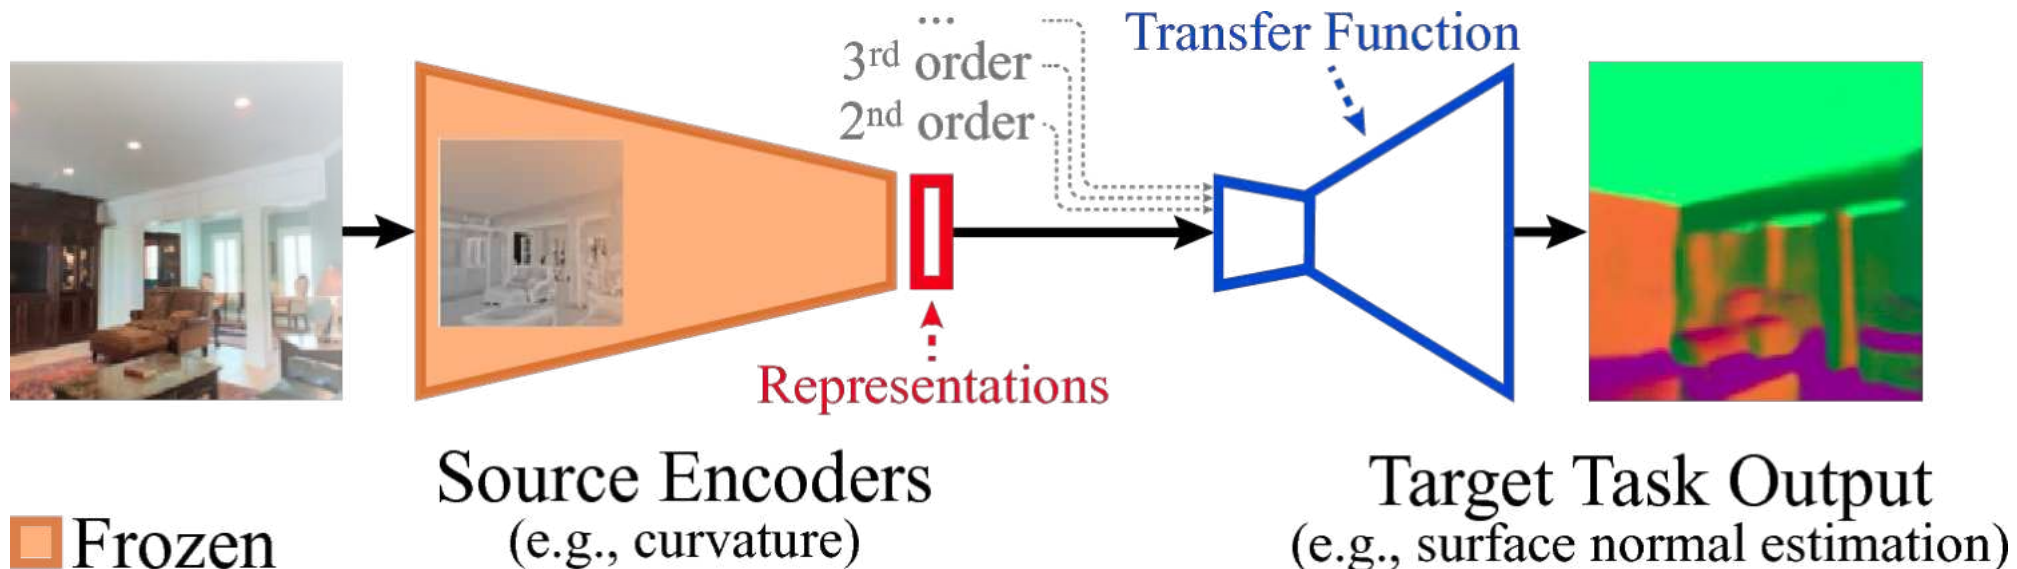 ...
3rd order
2nd order
Transfer Function
Representations
Source Encoders
(e.g., curvature)
Target Task Output
(e.g., surface normal estimation)
Frozen